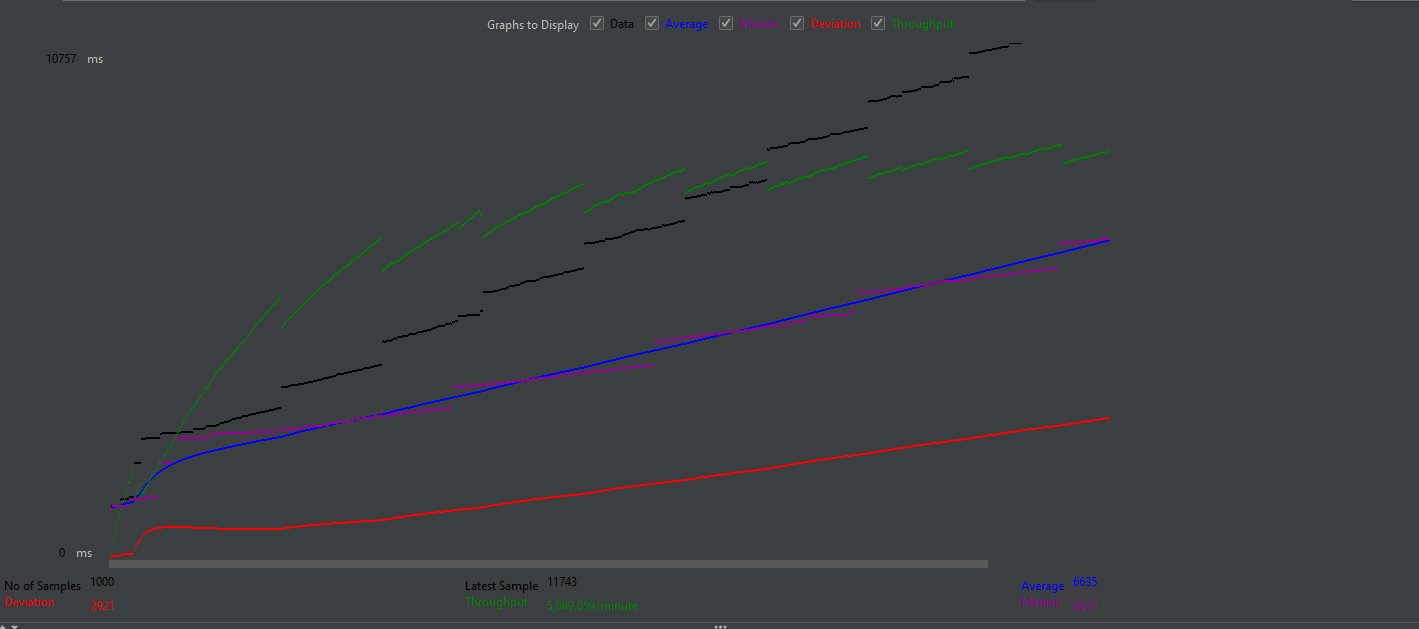 Graphs to Display Data Average Median Deviation Throughput
10757 ms
0 ms
No of Samples 1000 Latest Sample 11743 Average 6635
Deviation 2921 Throughput 5,089.059/minute Median